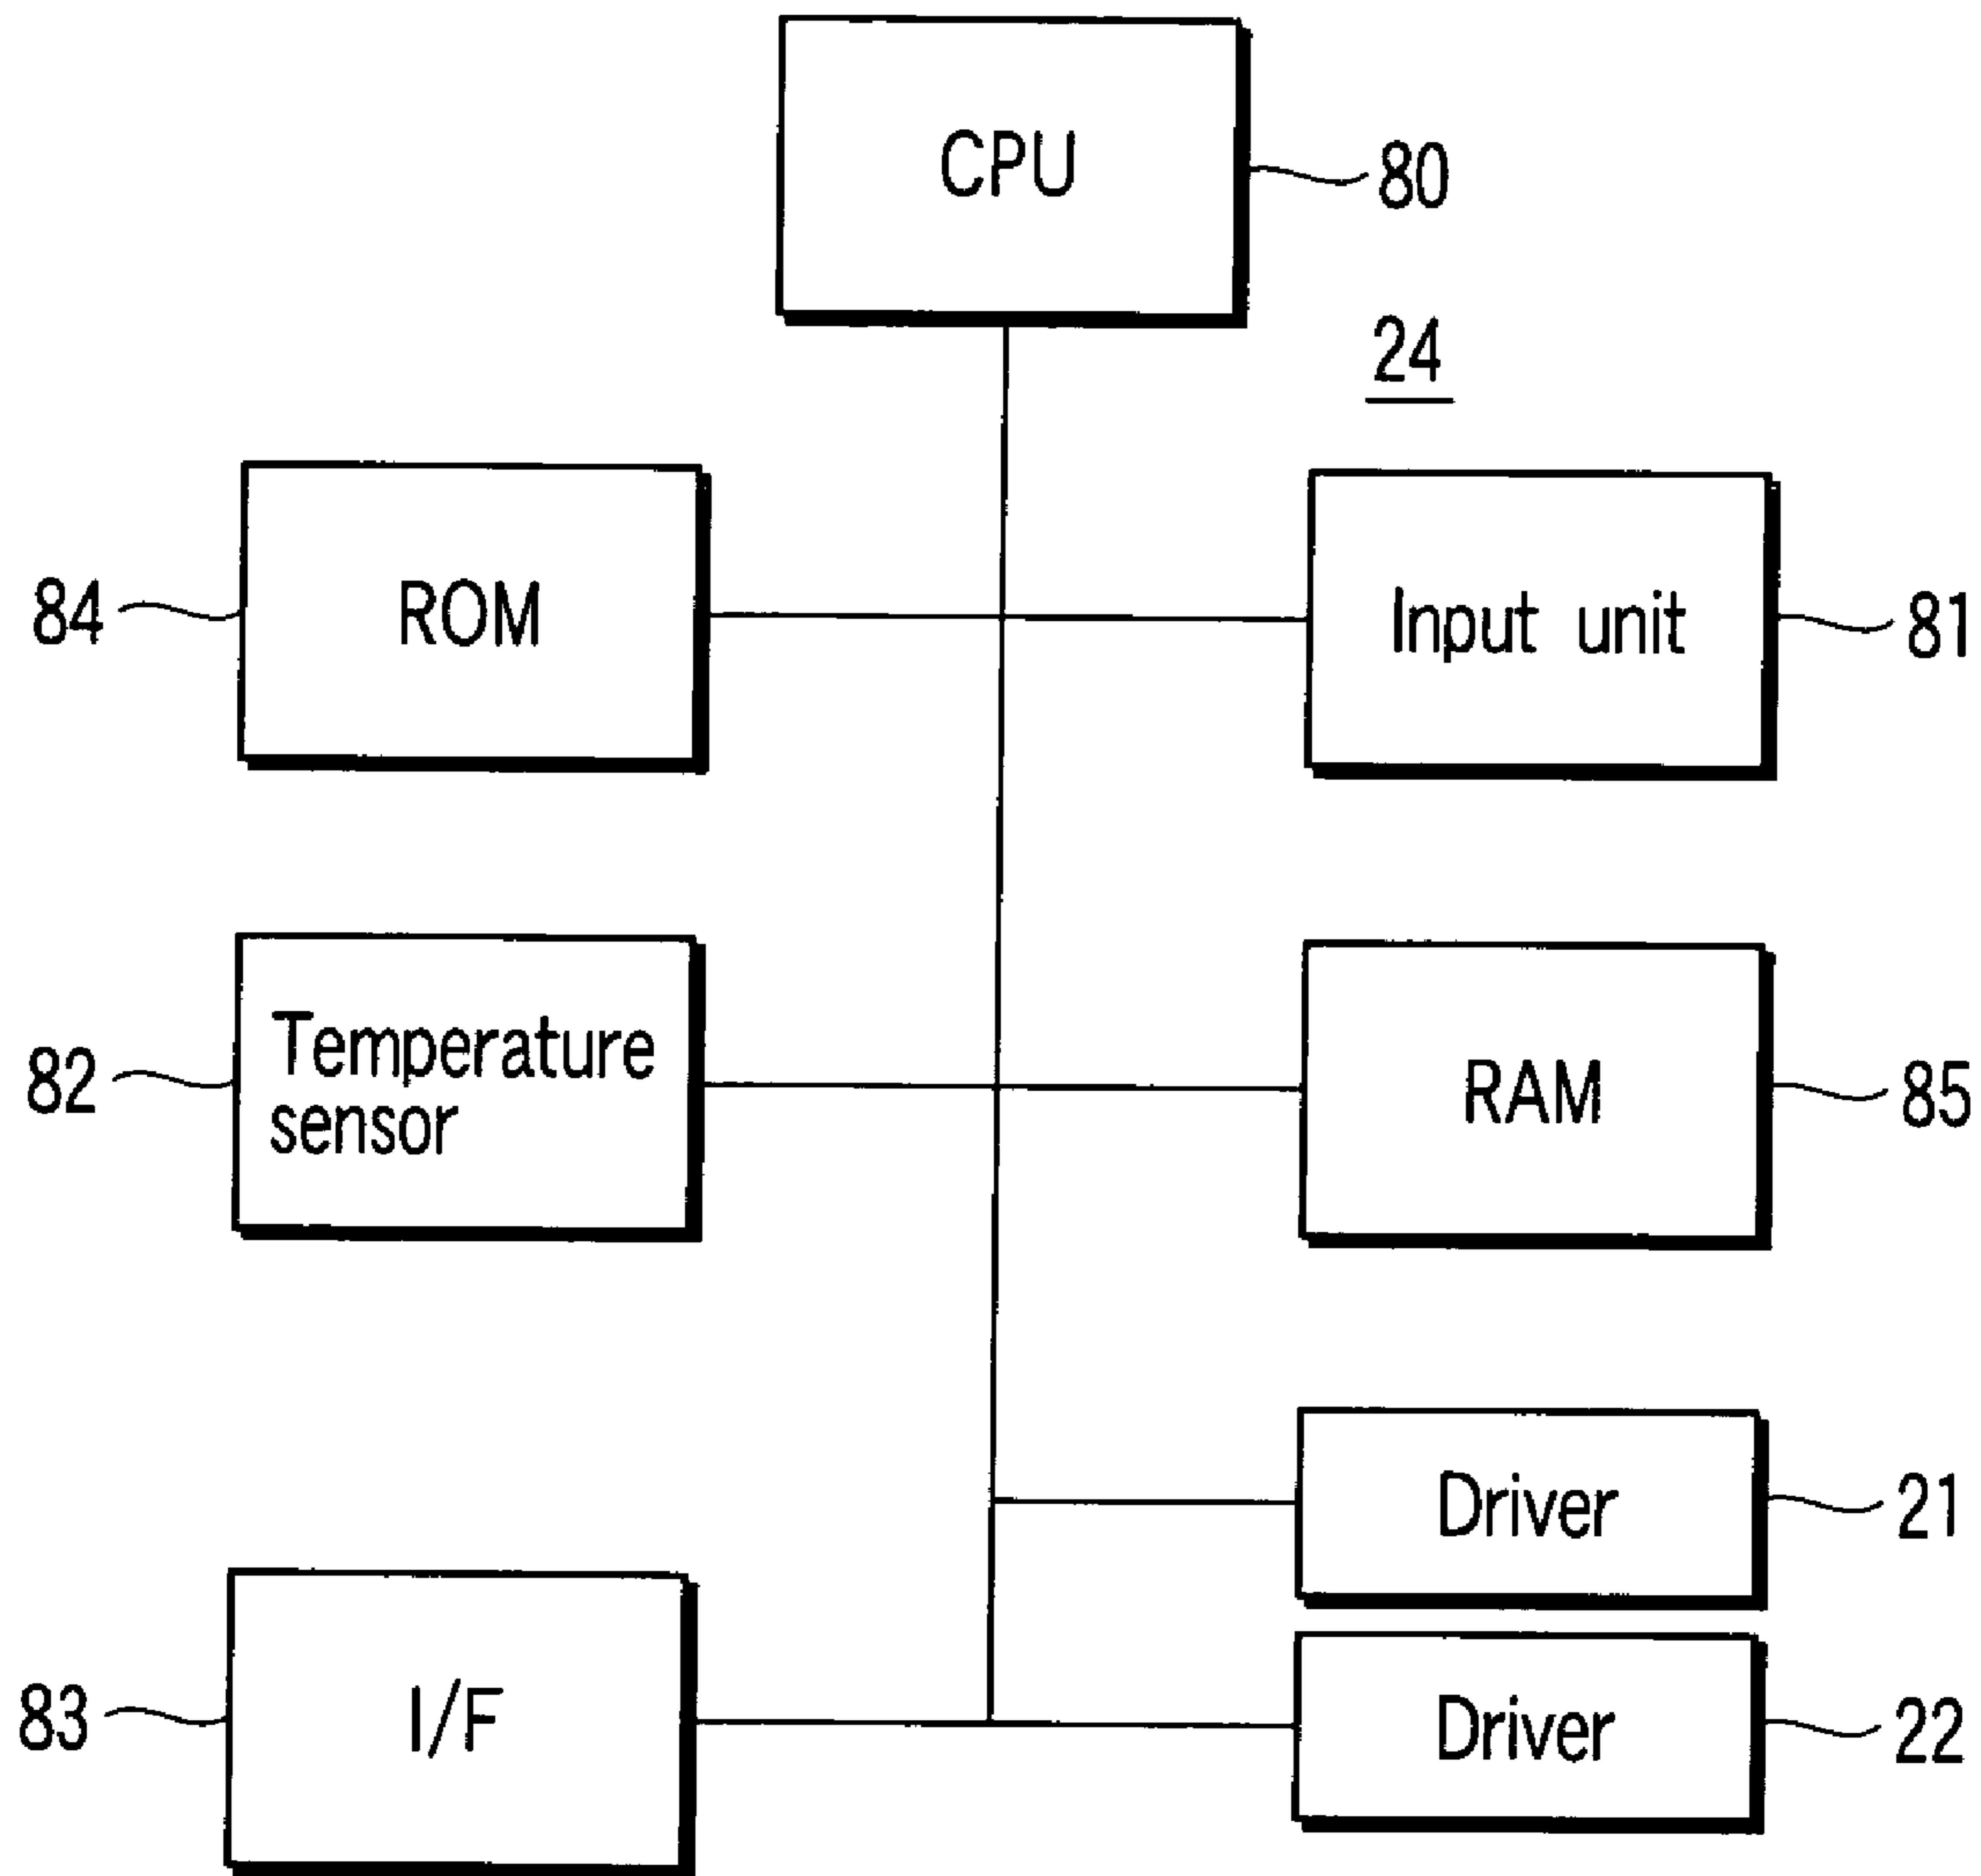 CPU
80
24
84
ROM
Input unit
81
82
Temperature
sensor
RAM
85
Driver
21
83
I/F
Driver
22